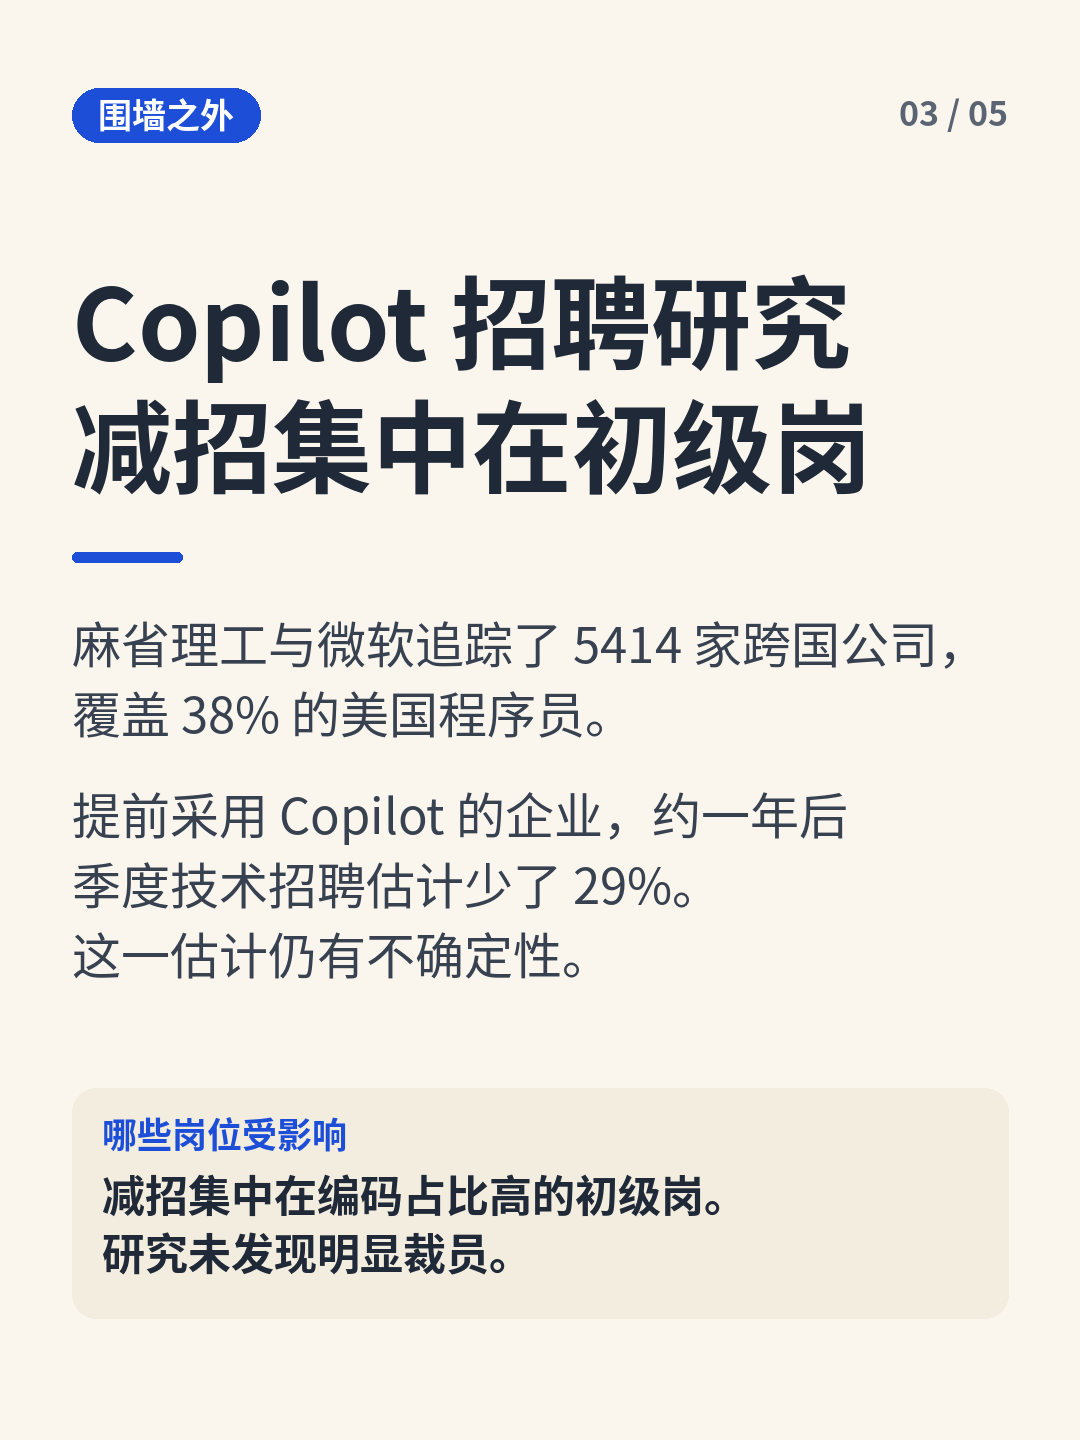 围墙之外
03 / 05
Copilot 招聘研究
减招集中在初级岗
麻省理工与微软追踪了 5414 家跨国公司，
覆盖 38% 的美国程序员。
提前采用 Copilot 的企业，约一年后
季度技术招聘估计少了 29%。
这一估计仍有不确定性。
哪些岗位受影响
减招集中在编码占比高的初级岗。
研究未发现明显裁员。